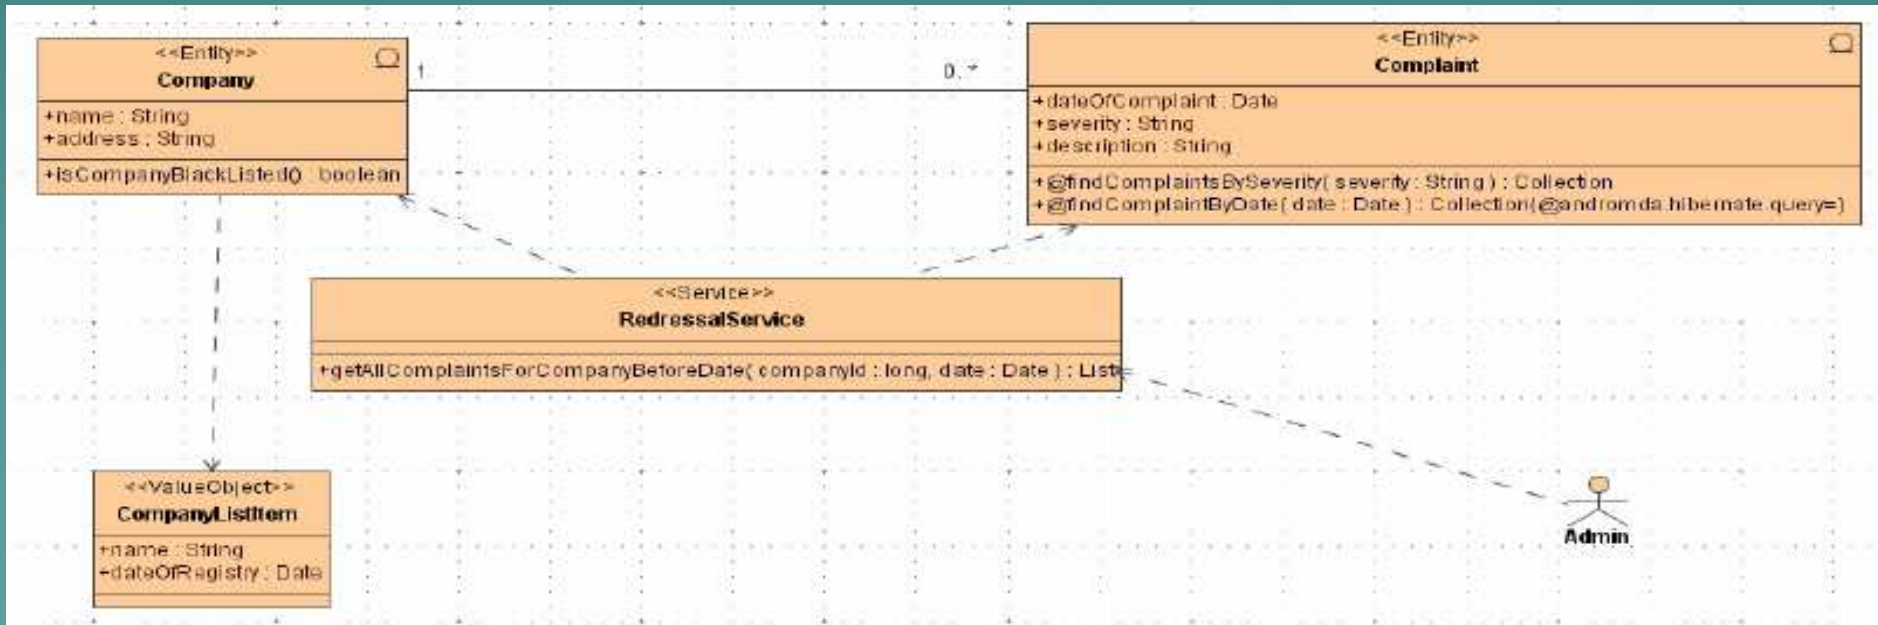 <<Entity>>
Company
+name : String
+address : String
+isCompanyBlackListed() : boolean
1
0..*
<<Entity>>
Complaint
+dateOfComplaint : Date
+severity : String
+description : String
+@findComplaintsBySeverity( severity : String ) : Collection
+@findComplaintByDate( date : Date ) : Collection{@andromda.hibernate.query=}
<<Service>>
RedressalService
+getAllComplaintsForCompanyBeforeDate( companyId : long, date : Date ) : List
<<ValueObject>>
CompanyListItem
+name : String
+dateOfRegistry : Date
Admin